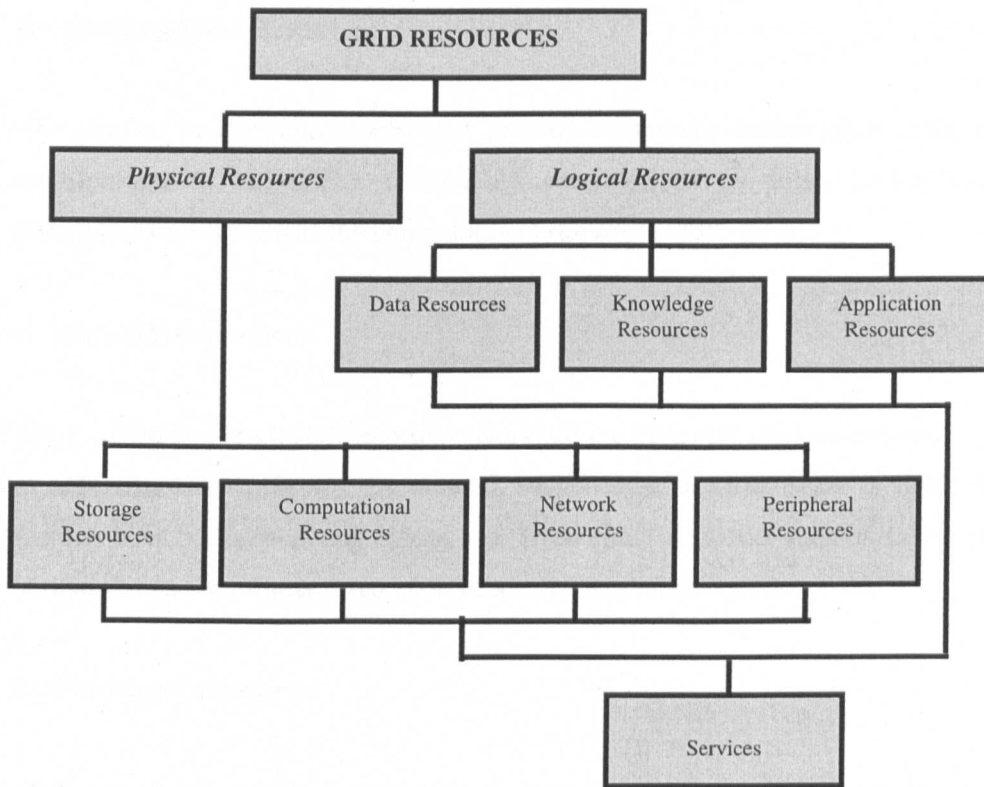 GRID RESOURCES
Physical Resources
Logical Resources
Data Resources
Knowledge
Resources
Application
Resources
Storage
Resources
Computational
Resources
Network
Resources
Peripheral
Resources
Services